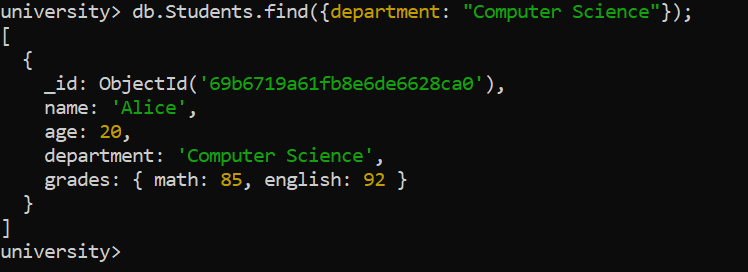 university> db.Students.find({department: "Computer Science"});
[
  {
    _id: ObjectId('69b6719a61fb8e6de6628ca0'),
    name: 'Alice',
    age: 20,
    department: 'Computer Science',
    grades: { math: 85, english: 92 }
  }
]
university>